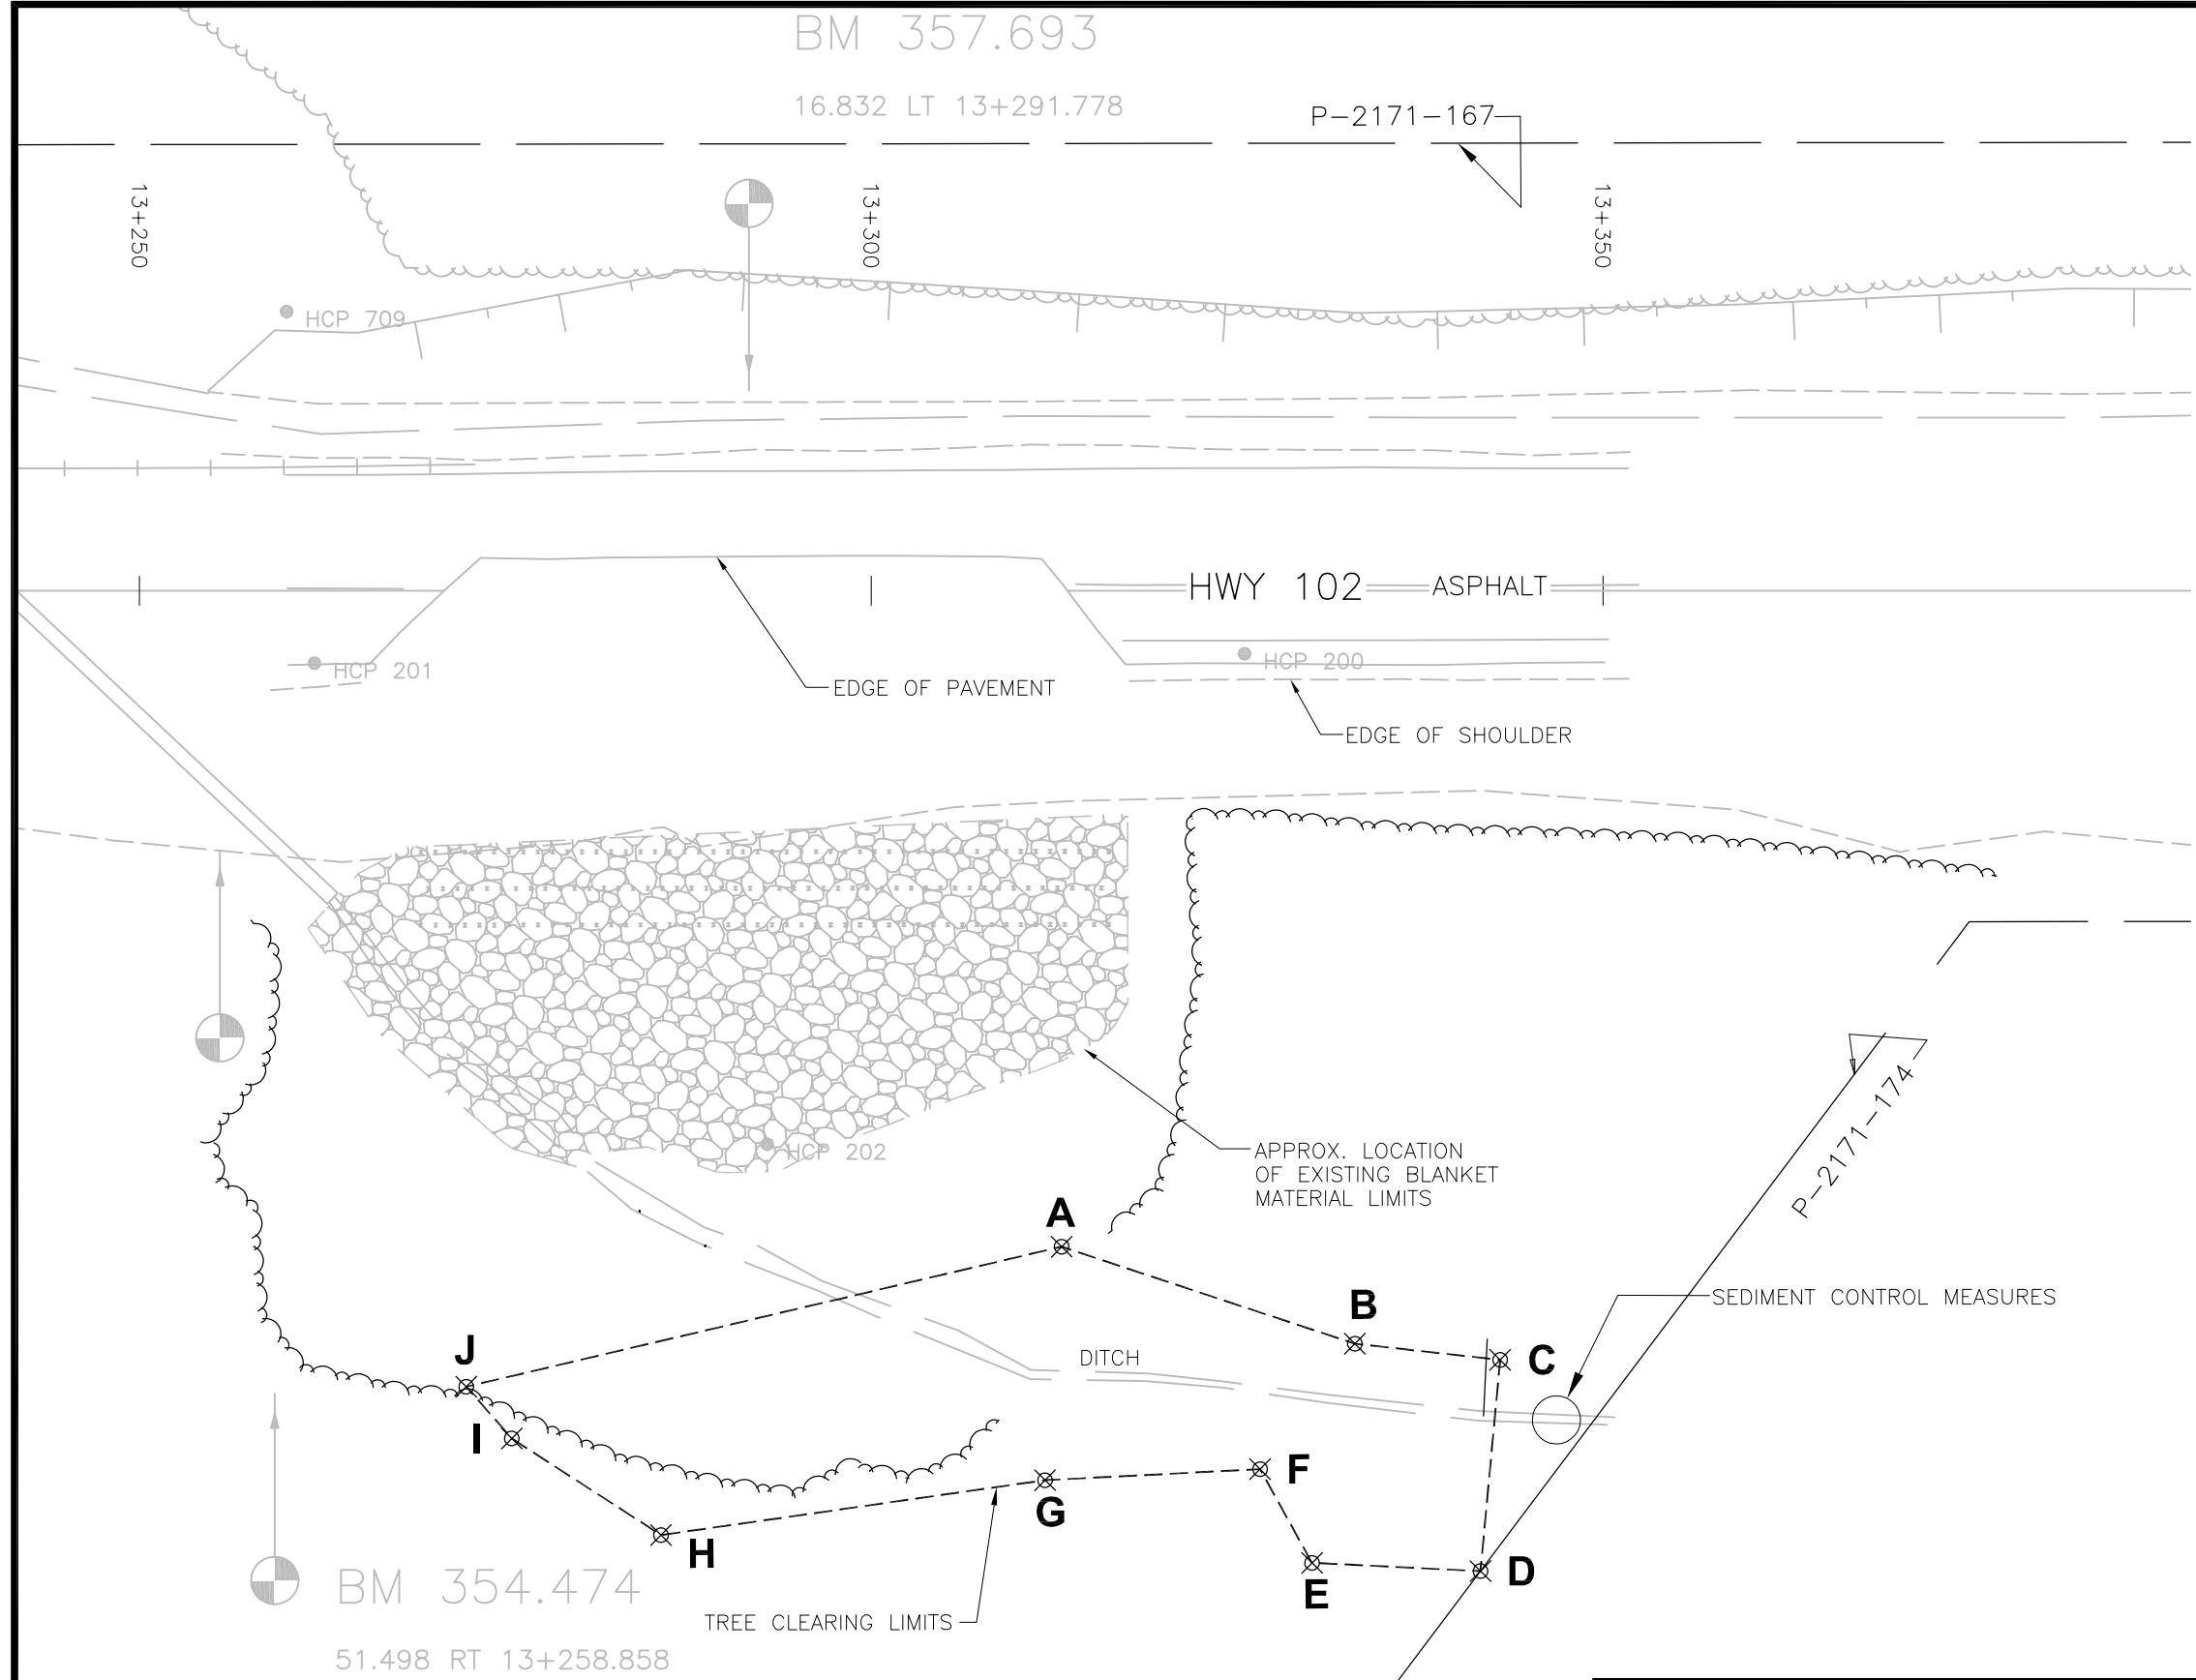 BM 357.693
16.832 LT 13+291.778
P-2171-167
13+250
13+300
13+350
HCP 709
HWY 102
ASPHALT
HCP 201
HCP 200
EDGE OF PAVEMENT
EDGE OF SHOULDER
P-2171-174
HCP 202
APPROX. LOCATION
OF EXISTING BLANKET
MATERIAL LIMITS
A
SEDIMENT CONTROL MEASURES
B
J
DITCH
C
I
F
G
H
D
E
BM 354.474
TREE CLEARING LIMITS
51.498 RT 13+258.858